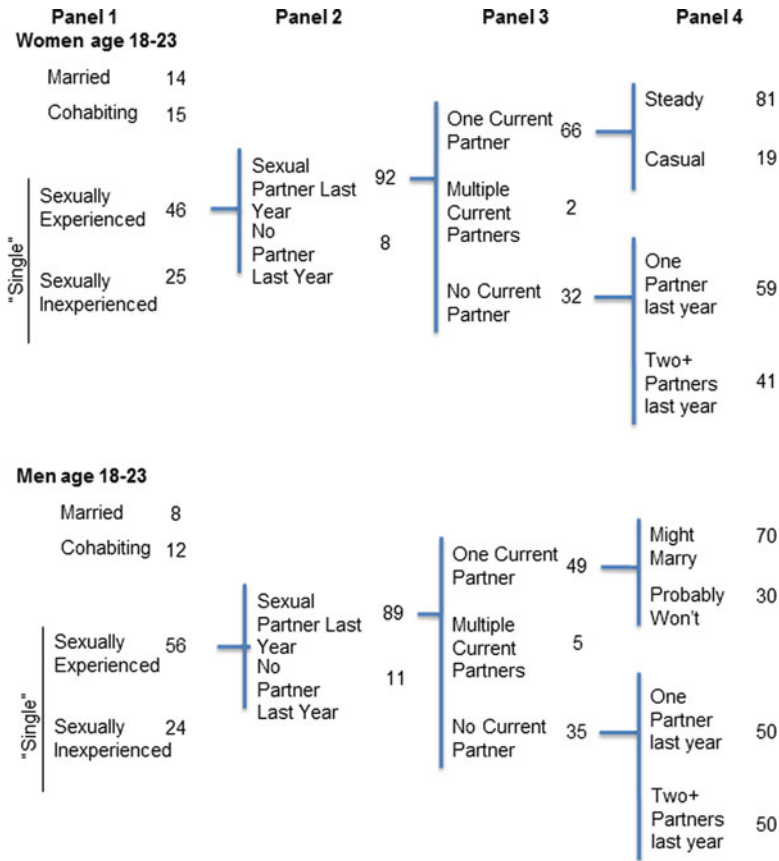 Panel 1 Panel 2 Panel 3 Panel 4
Women age 18-23
Married 14
Cohabiting 15
"Single"
Sexually
Experienced 46
Sexually
Inexperienced 25
Sexual
Partner Last
Year 92
No
Partner
Last Year 8
One Current
Partner 66
Multiple
Current
Partners 2
No Current
Partner 32
Steady 81
Casual 19
One
Partner
last year 59
Two+
Partners
last year 41
Men age 18-23
Married 8
Cohabiting 12
"Single"
Sexually
Experienced 56
Sexually
Inexperienced 24
Sexual
Partner Last
Year 89
No
Partner
Last Year 11
One Current
Partner 49
Multiple
Current
Partners 5
No Current
Partner 35
Might
Marry 70
Probably
Won't 30
One
Partner
last year 50
Two+
Partners
last year 50